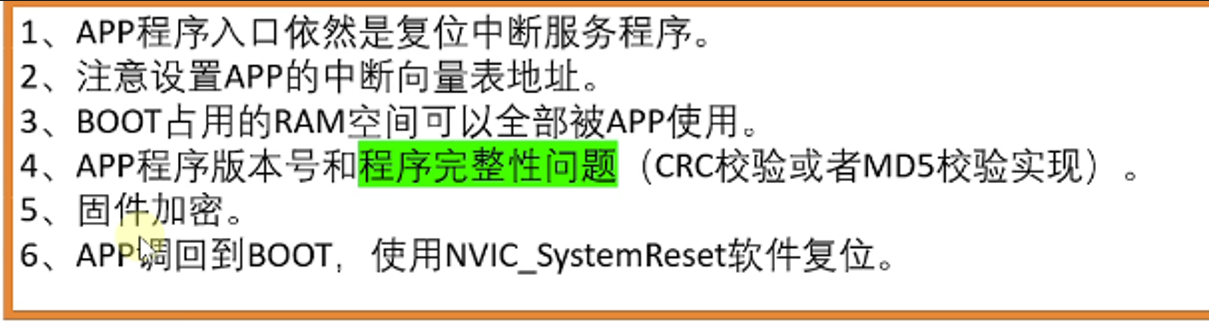 1、APP程序入口依然是复位中断服务程序。
2、注意设置APP的中断向量表地址。
3、BOOT占用的RAM空间可以全部被APP使用。
4、APP程序版本号和程序完整性问题（CRC校验或者MD5校验实现）。
5、固件加密。
6、APP调回到BOOT，使用NVIC_SystemReset软件复位。